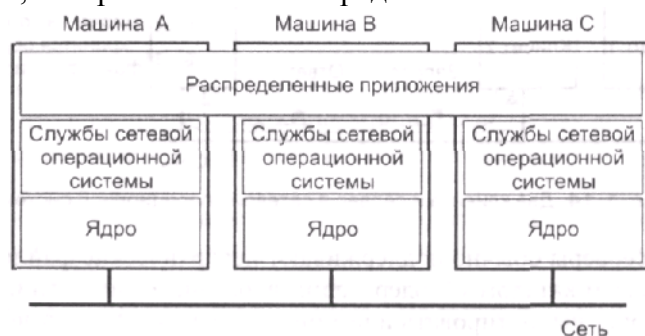 Машина A
Машина B
Машина C
Распределенные приложения
Службы сетевой
операционной
системы
Службы сетевой
операционной
системы
Службы сетевой
операционной
системы
Ядро
Ядро
Ядро
Сеть